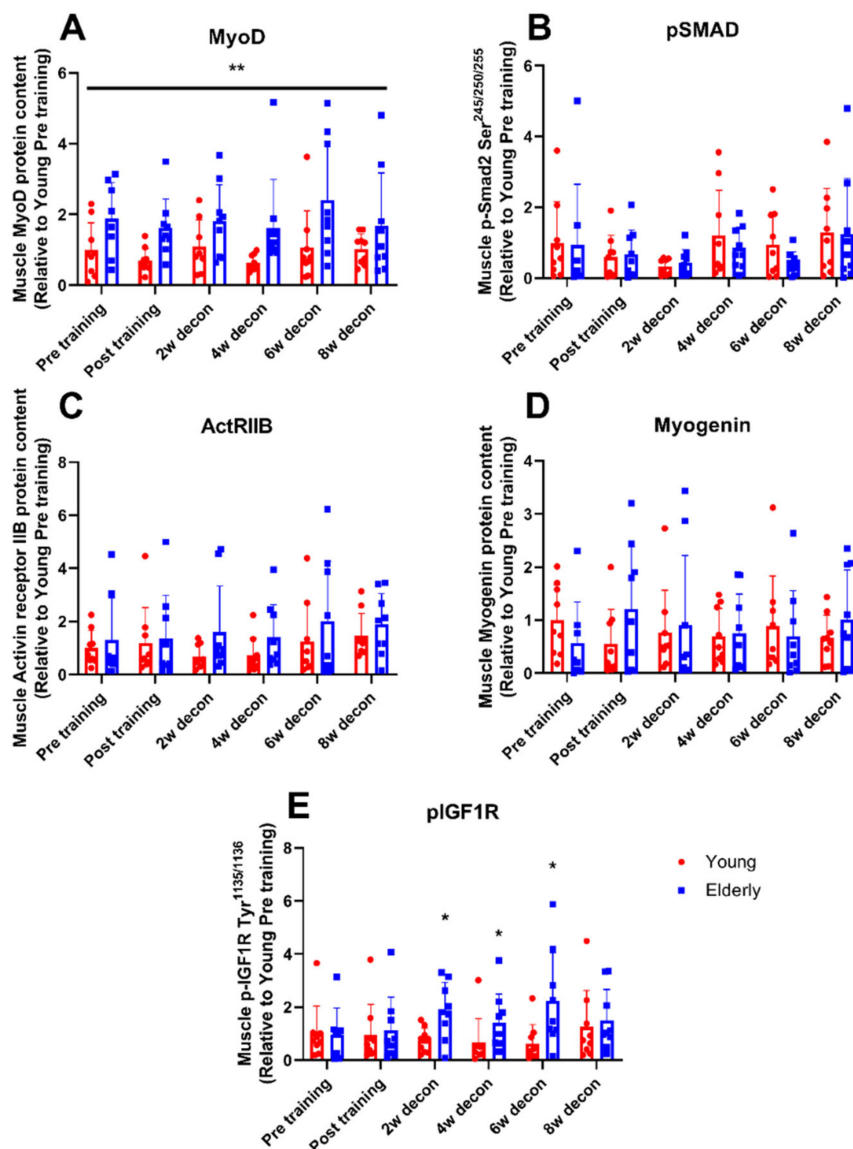 A
MyoD
**
Muscle MyoD protein content
(Relative to Young Pre training)
6
4
2
0
Pre training
Post training
2w decon
4w decon
6w decon
8w decon
B
pSMAD
Muscle p-Smad2 Ser245/250/255
(Relative to Young Pre training)
6
4
2
0
Pre training
Post training
2w decon
4w decon
6w decon
8w decon
C
ActRIIB
Muscle Activin receptor IIB protein content
(Relative to Young Pre training)
8
6
4
2
0
Pre training
Post training
2w decon
4w decon
6w decon
8w decon
D
Myogenin
Muscle Myogenin protein content
(Relative to Young Pre training)
4
3
2
1
0
Pre training
Post training
2w decon
4w decon
6w decon
8w decon
E
pIGF1R
Muscle p-IGF1R Tyr1135/1136
(Relative to Young Pre training)
8
6
4
2
0
*
*
*
Pre training
Post training
2w decon
4w decon
6w decon
8w decon
Young
Elderly